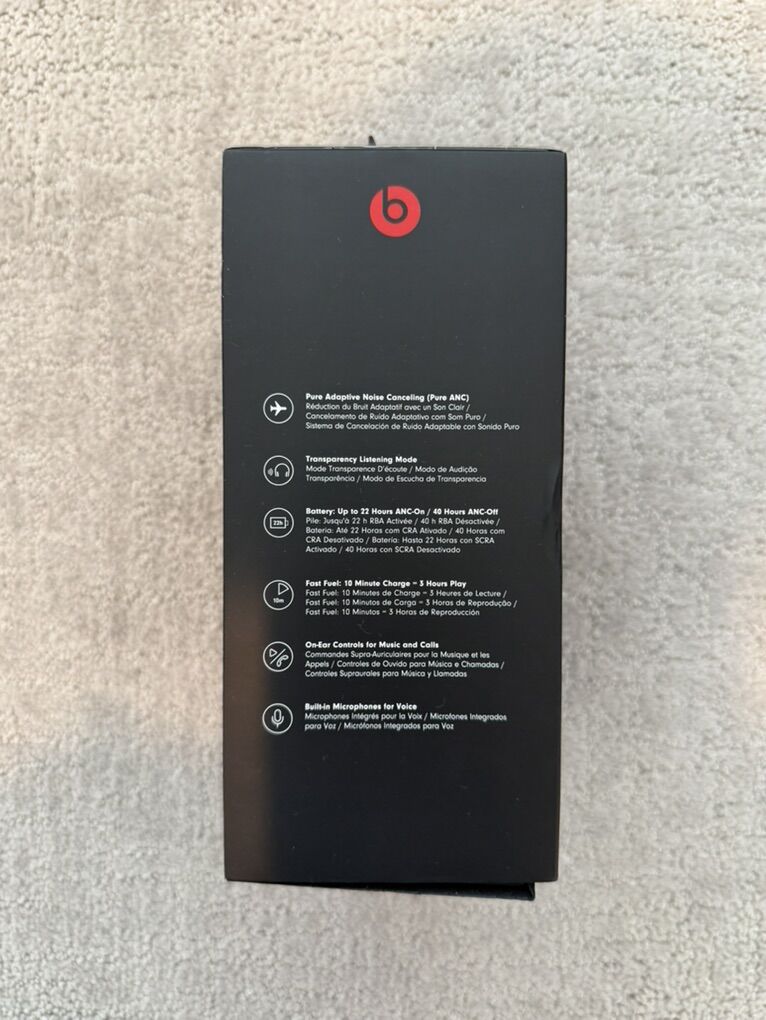 b
Pure Adaptive Noise Canceling (Pure ANC)
Réduction du Bruit Adaptatif avec un Son Clair /
Cancelamento de Ruído Adaptativo com Som Puro /
Sistema de Cancelación de Ruido Adaptable con Sonido Puro
Transparency Listening Mode
Mode Transparence D'écoute / Modo de Audição
Transparência / Modo de Escucha de Transparencia
22h
Battery: Up to 22 Hours ANC-On / 40 Hours ANC-Off
Pile: Jusqu'à 22 h RBA Activée / 40 h RBA Désactivée /
Bateria: Até 22 Horas com CRA Ativado / 40 Horas com
CRA Desativado / Batería: Hasta 22 Horas con SCRA
Activado / 40 Horas con SCRA Desactivado
10m
Fast Fuel: 10 Minute Charge = 3 Hours Play
Fast Fuel: 10 Minutes de Charge = 3 Heures de Lecture /
Fast Fuel: 10 Minutos de Carga = 3 Horas de Reprodução /
Fast Fuel: 10 Minutos = 3 Horas de Reproducción
On-Ear Controls for Music and Calls
Commandes Supra-Auriculaires pour la Musique et les
Appels / Controles de Ouvido para Música e Chamadas /
Controles Supraurales para Música y Llamadas
Built-in Microphones for Voice
Microphones Intégrés pour la Voix / Microfones Integrados
para Voz / Micrófonos Integrados para Voz